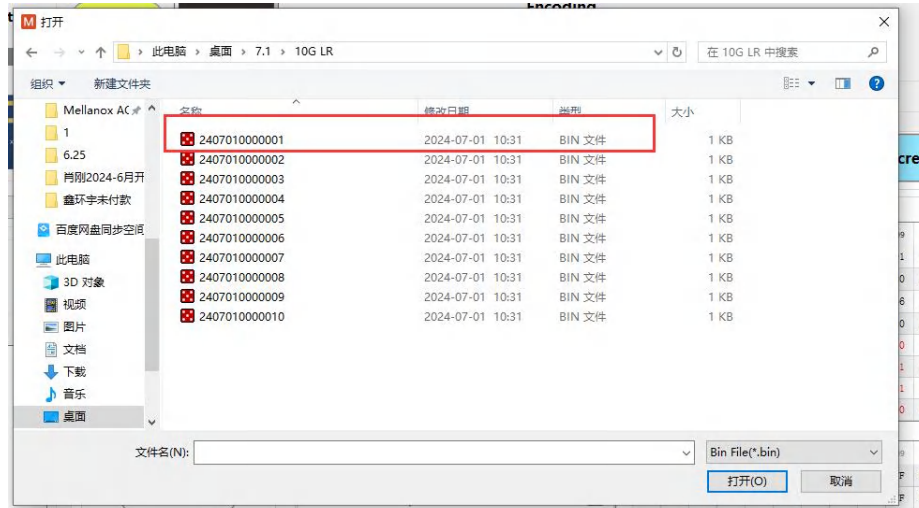 Encoding
M 打开
此电脑 › 桌面 › 7.1 › 10G LR
在 10G LR 中搜索
组织 新建文件夹
名称 修改日期 类型 大小
Mellanox AC
1
6.25
肖刚2024-6月开
鑫环宇未付款
百度网盘同步空间
此电脑
3D 对象
视频
图片
文档
下载
音乐
桌面
2407010000001 2024-07-01 10:31 BIN 文件 1 KB
2407010000002 2024-07-01 10:31 BIN 文件 1 KB
2407010000003 2024-07-01 10:31 BIN 文件 1 KB
2407010000004 2024-07-01 10:31 BIN 文件 1 KB
2407010000005 2024-07-01 10:31 BIN 文件 1 KB
2407010000006 2024-07-01 10:31 BIN 文件 1 KB
2407010000007 2024-07-01 10:31 BIN 文件 1 KB
2407010000008 2024-07-01 10:31 BIN 文件 1 KB
2407010000009 2024-07-01 10:31 BIN 文件 1 KB
2407010000010 2024-07-01 10:31 BIN 文件 1 KB
cre
文件名(N):
Bin File(*.bin)
打开(O) 取消